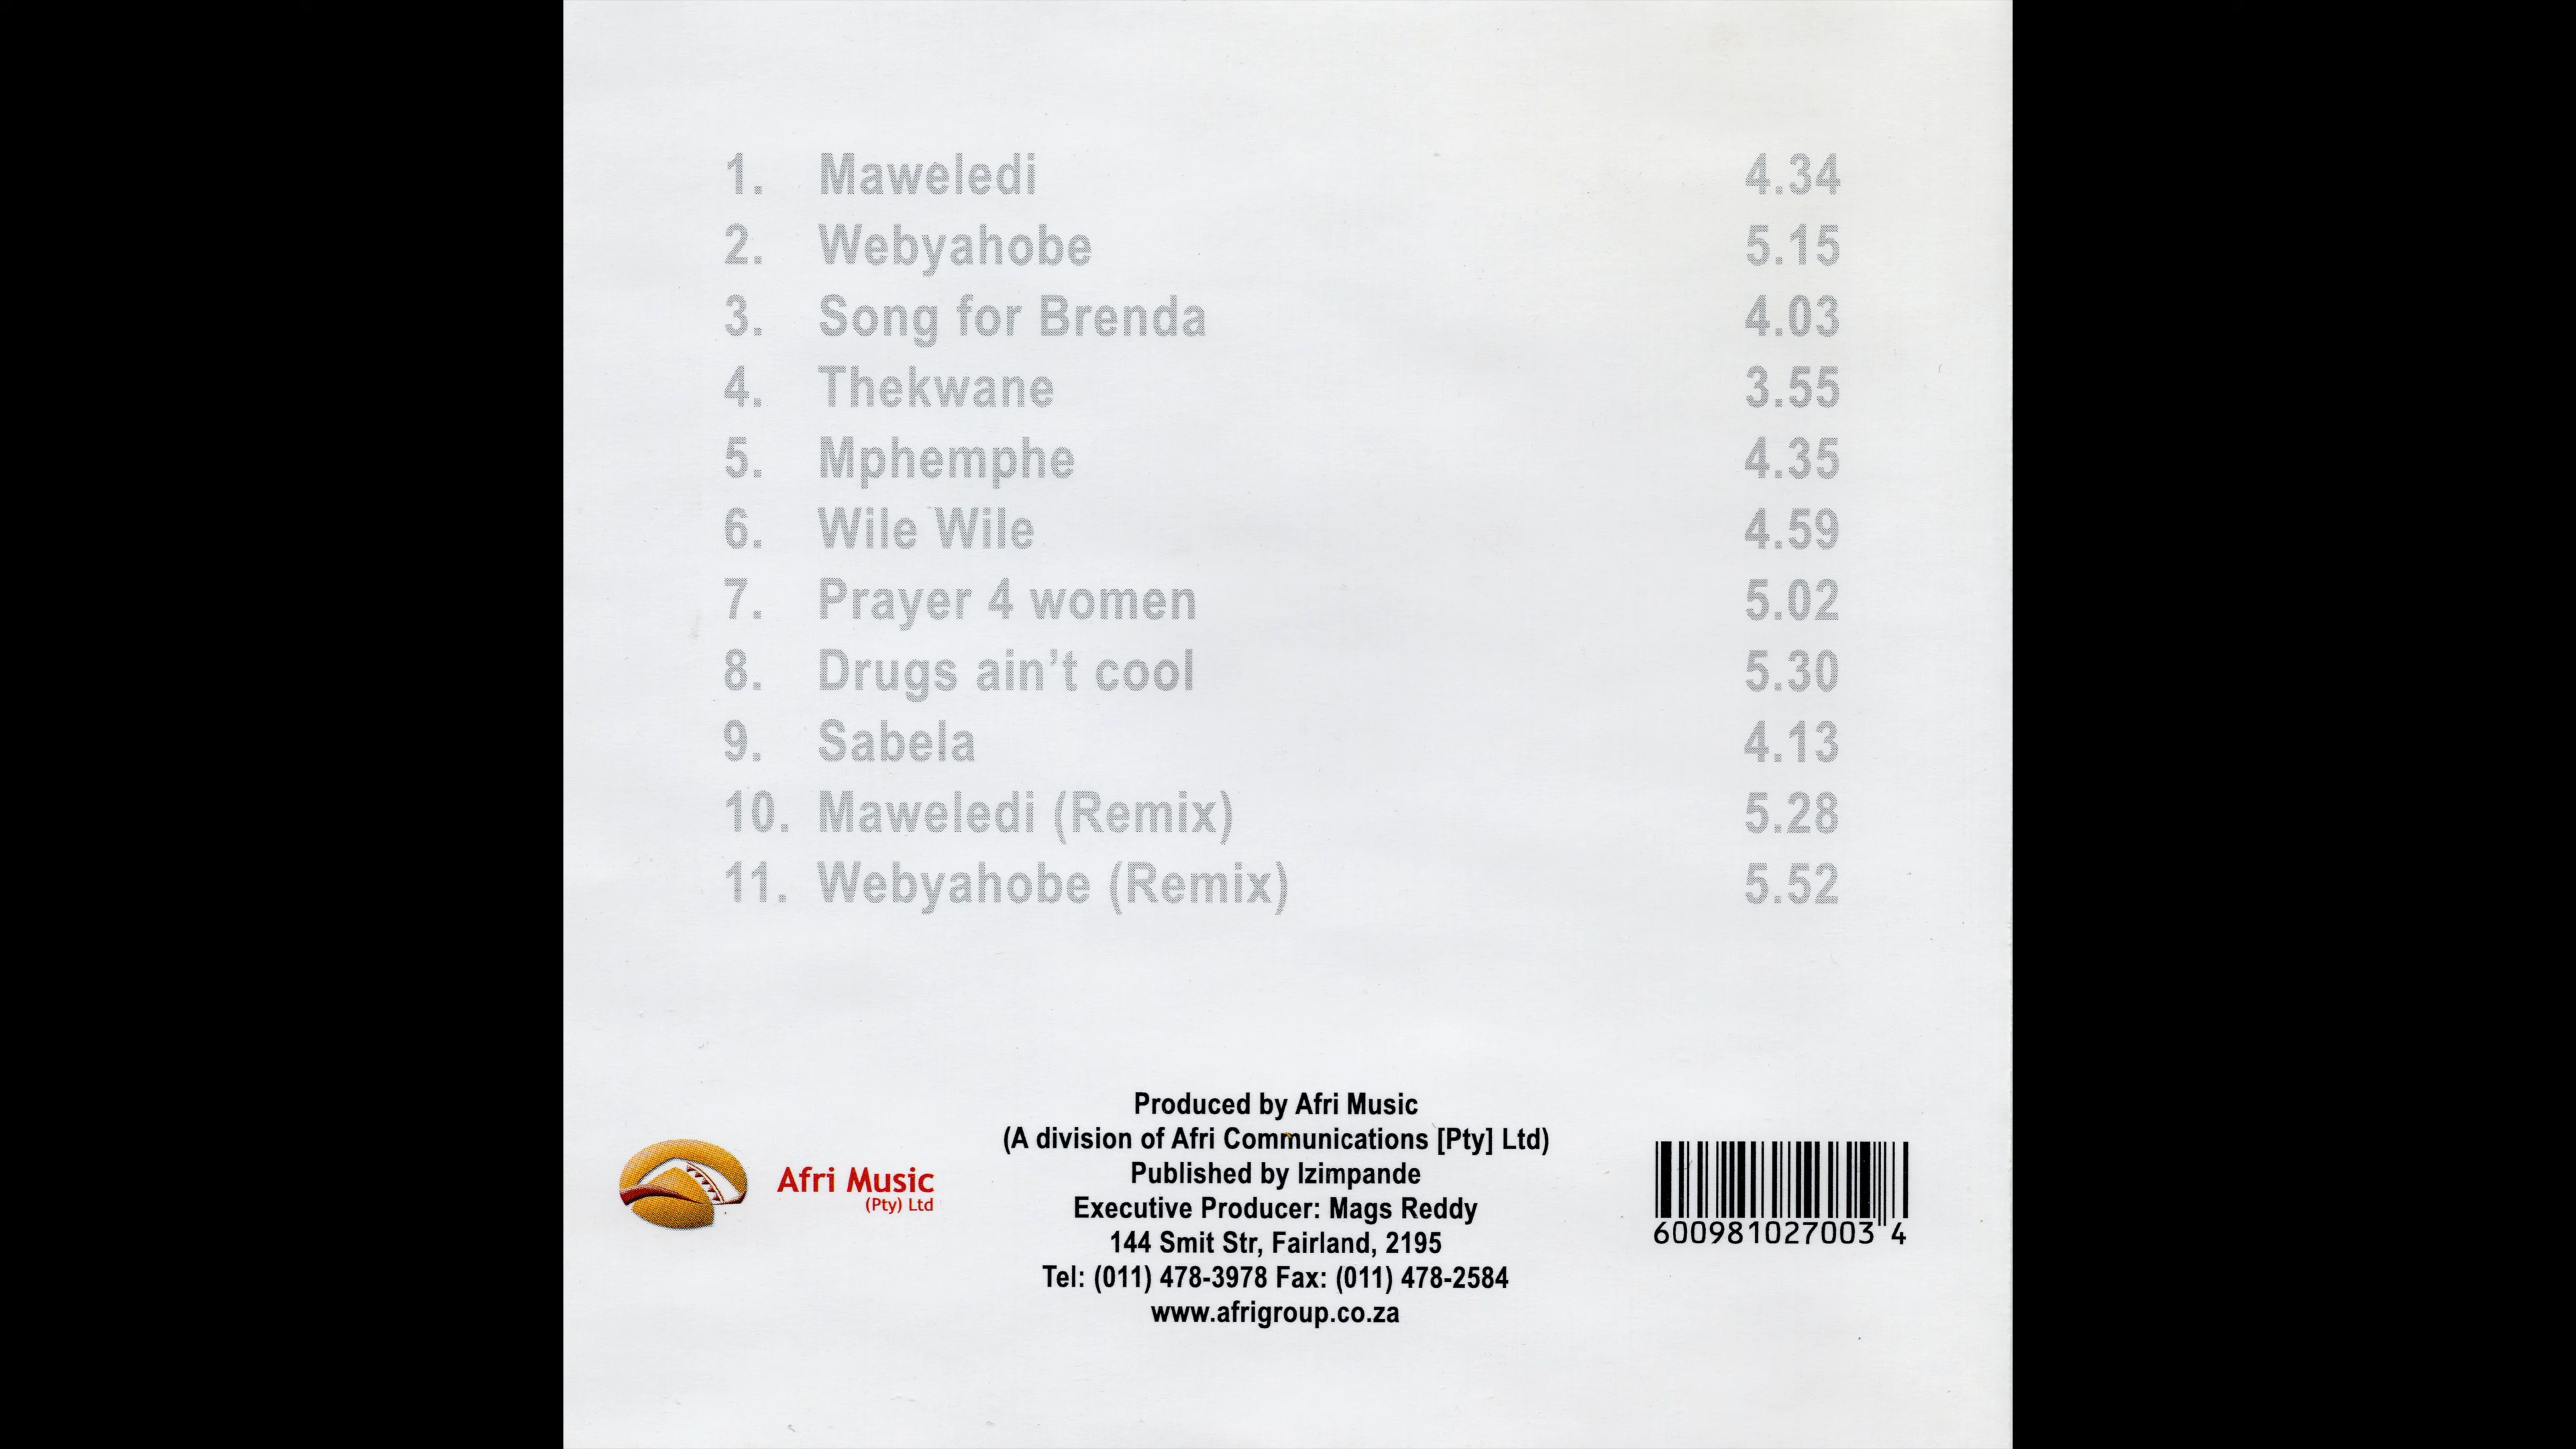 1. Maweledi 4.34
2. Webyahobe 5.15
3. Song for Brenda 4.03
4. Thekwane 3.55
5. Mphemphe 4.35
6. Wile Wile 4.59
7. Prayer 4 women 5.02
8. Drugs ain’t cool 5.30
9. Sabela 4.13
10. Maweledi (Remix) 5.28
11. Webyahobe (Remix) 5.52
Produced by Afri Music
(A division of Afri Communications [Pty] Ltd)
Published by Izimpande
Executive Producer: Mags Reddy
144 Smit Str, Fairland, 2195
Tel: (011) 478-3978 Fax: (011) 478-2584
www.afrigroup.co.za
Afri Music
(Pty) Ltd
600981027003 4